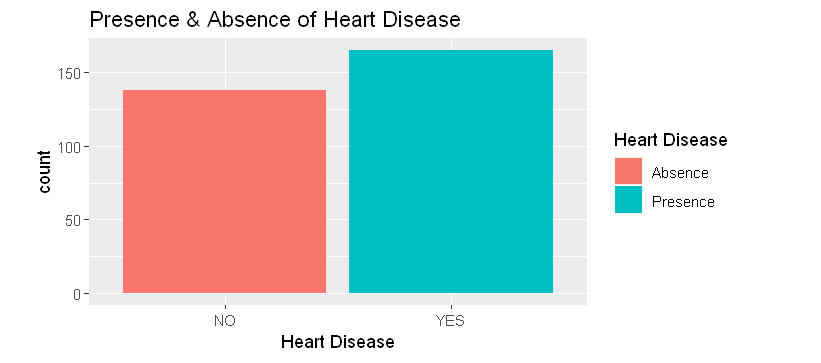 Presence & Absence of Heart Disease
count
150
100
50
0
NO
YES
Heart Disease
Heart Disease
Absence
Presence